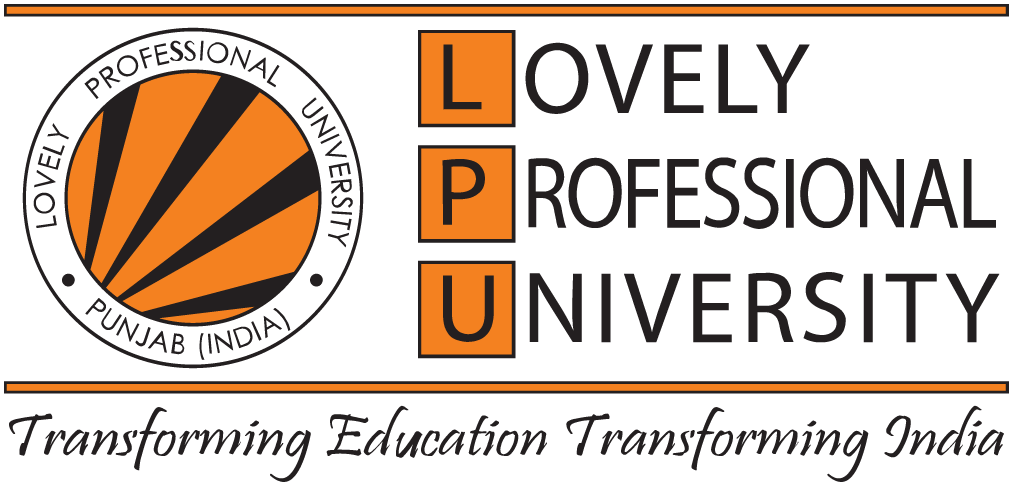 LOVELY PROFESSIONAL UNIVERSITY
• PUNJAB (INDIA) •
LOVELY
PROFESSIONAL
UNIVERSITY
Transforming Education Transforming India